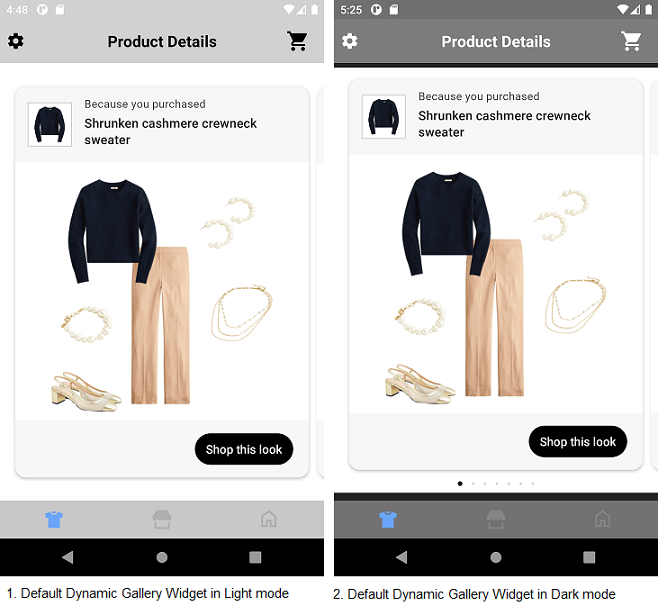 4:48
Product Details
Because you purchased
Shrunken cashmere crewneck
sweater
Shop this look
1. Default Dynamic Gallery Widget in Light mode
5:25
Product Details
Because you purchased
Shrunken cashmere crewneck
sweater
Shop this look
2. Default Dynamic Gallery Widget in Dark mode